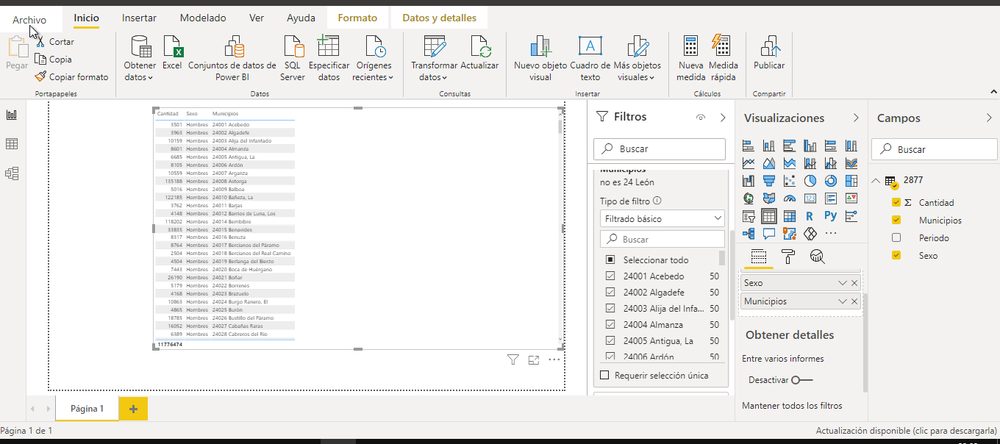 Archivo Inicio Insertar Modelado Ver Ayuda Formato Datos y detalles
Pegar
Cortar
Copia
Copiar formato
Portapapeles
Obtener
datos
Excel
Conjuntos de datos de
Power BI
SQL
Server
Especificar
datos
Orígenes
recientes
Datos
Transformar
datos
Actualizar
Consultas
Nuevo objeto
visual
Cuadro de
texto
Más objetos
visuales
Insertar
Nueva
medida
Medida
rápida
Cálculos
Publicar
Compartir
Cantidad Sexo Municipios
3501 Hombres 24001 Acebedo
3963 Hombres 24002 Algadefe
10159 Hombres 24003 Alija del Infantado
8601 Hombres 24004 Almanza
6685 Hombres 24005 Antigua, La
8105 Hombres 24006 Ardón
10559 Hombres 24007 Arganza
135188 Hombres 24008 Astorga
5016 Hombres 24009 Balboa
122185 Hombres 24010 Bañeza, La
3762 Hombres 24011 Barjas
4148 Hombres 24012 Barrios de Luna, Los
118202 Hombres 24014 Bembibre
33835 Hombres 24015 Benavides
8317 Hombres 24016 Benuza
8764 Hombres 24017 Bercianos del Páramo
2504 Hombres 24018 Bercianos del Real Camino
4504 Hombres 24019 Berlanga del Bierzo
7443 Hombres 24020 Boca de Huérgano
26190 Hombres 24021 Boñar
5179 Hombres 24022 Borrenes
4168 Hombres 24023 Brazuelo
10863 Hombres 24024 Burgo Ranero, El
4865 Hombres 24025 Burón
18785 Hombres 24026 Bustillo del Páramo
16052 Hombres 24027 Cabañas Raras
6389 Hombres 24028 Cabreros del Río
11776474
Filtros
Buscar
Municipios
no es 24 León
Tipo de filtro
Filtrado básico
Buscar
Seleccionar todo
24001 Acebedo 50
24002 Algadefe 50
24003 Alija del Infa... 50
24004 Almanza 50
24005 Antigua, La 50
24006 Ardón 50
Requerir selección única
Visualizaciones
R Py
Sexo
Municipios
Obtener detalles
Entre varios informes
Desactivar
Mantener todos los filtros
Campos
Buscar
2877
Σ Cantidad
Municipios
Periodo
Sexo
Página 1
Página 1 de 1
Actualización disponible (clic para descargarla)